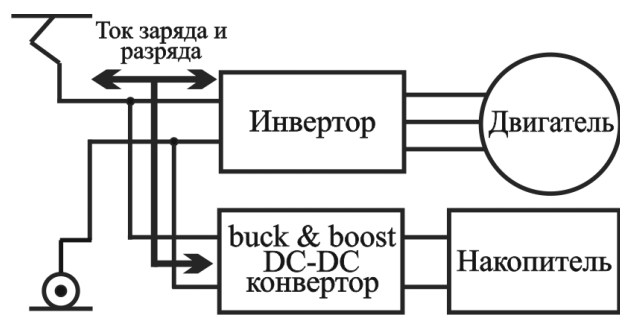 Ток заряда и
разряда
Инвертор
Двигатель
buck & boost
DC-DC
конвертор
Накопитель